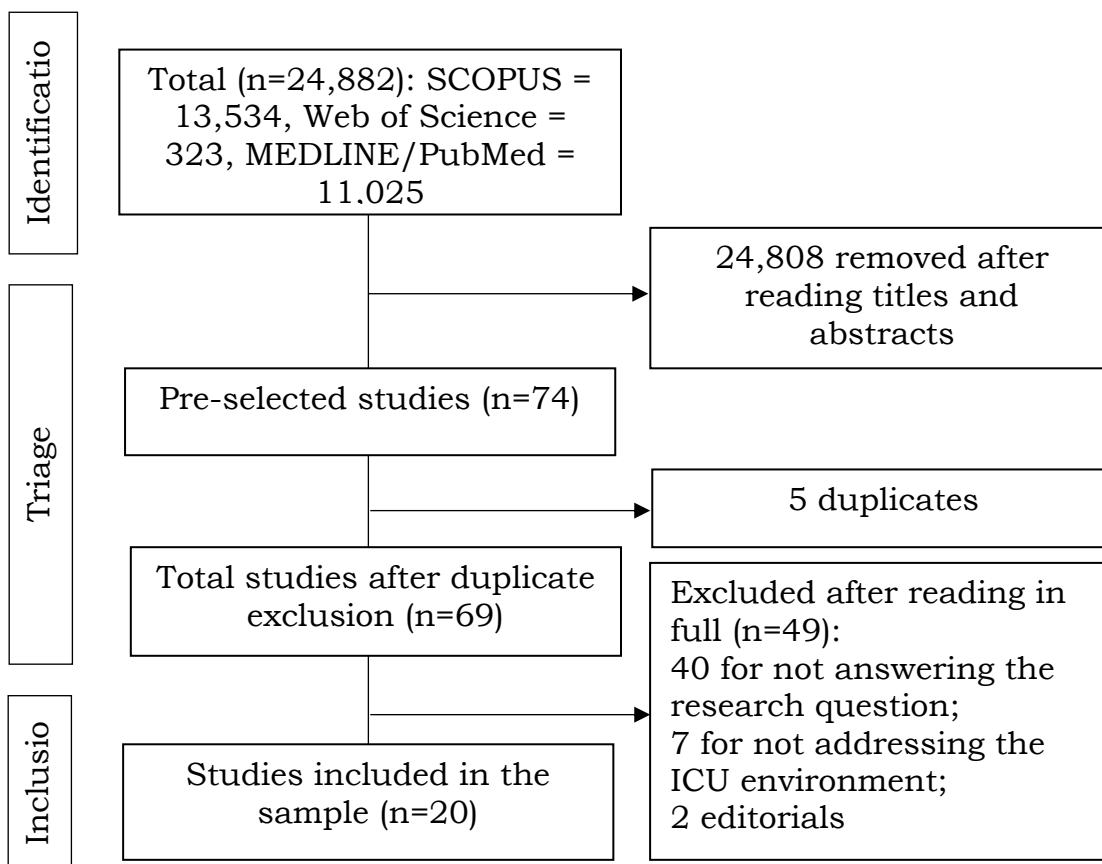 Identificatio
Total (n=24,882): SCOPUS =
13,534, Web of Science =
323, MEDLINE/PubMed =
11,025
24,808 removed after
reading titles and
abstracts
Triage
Pre-selected studies (n=74)
5 duplicates
Total studies after duplicate
exclusion (n=69)
Excluded after reading in
full (n=49):
40 for not answering the
research question;
7 for not addressing the
ICU environment;
2 editorials
Inclusio
Studies included in the
sample (n=20)